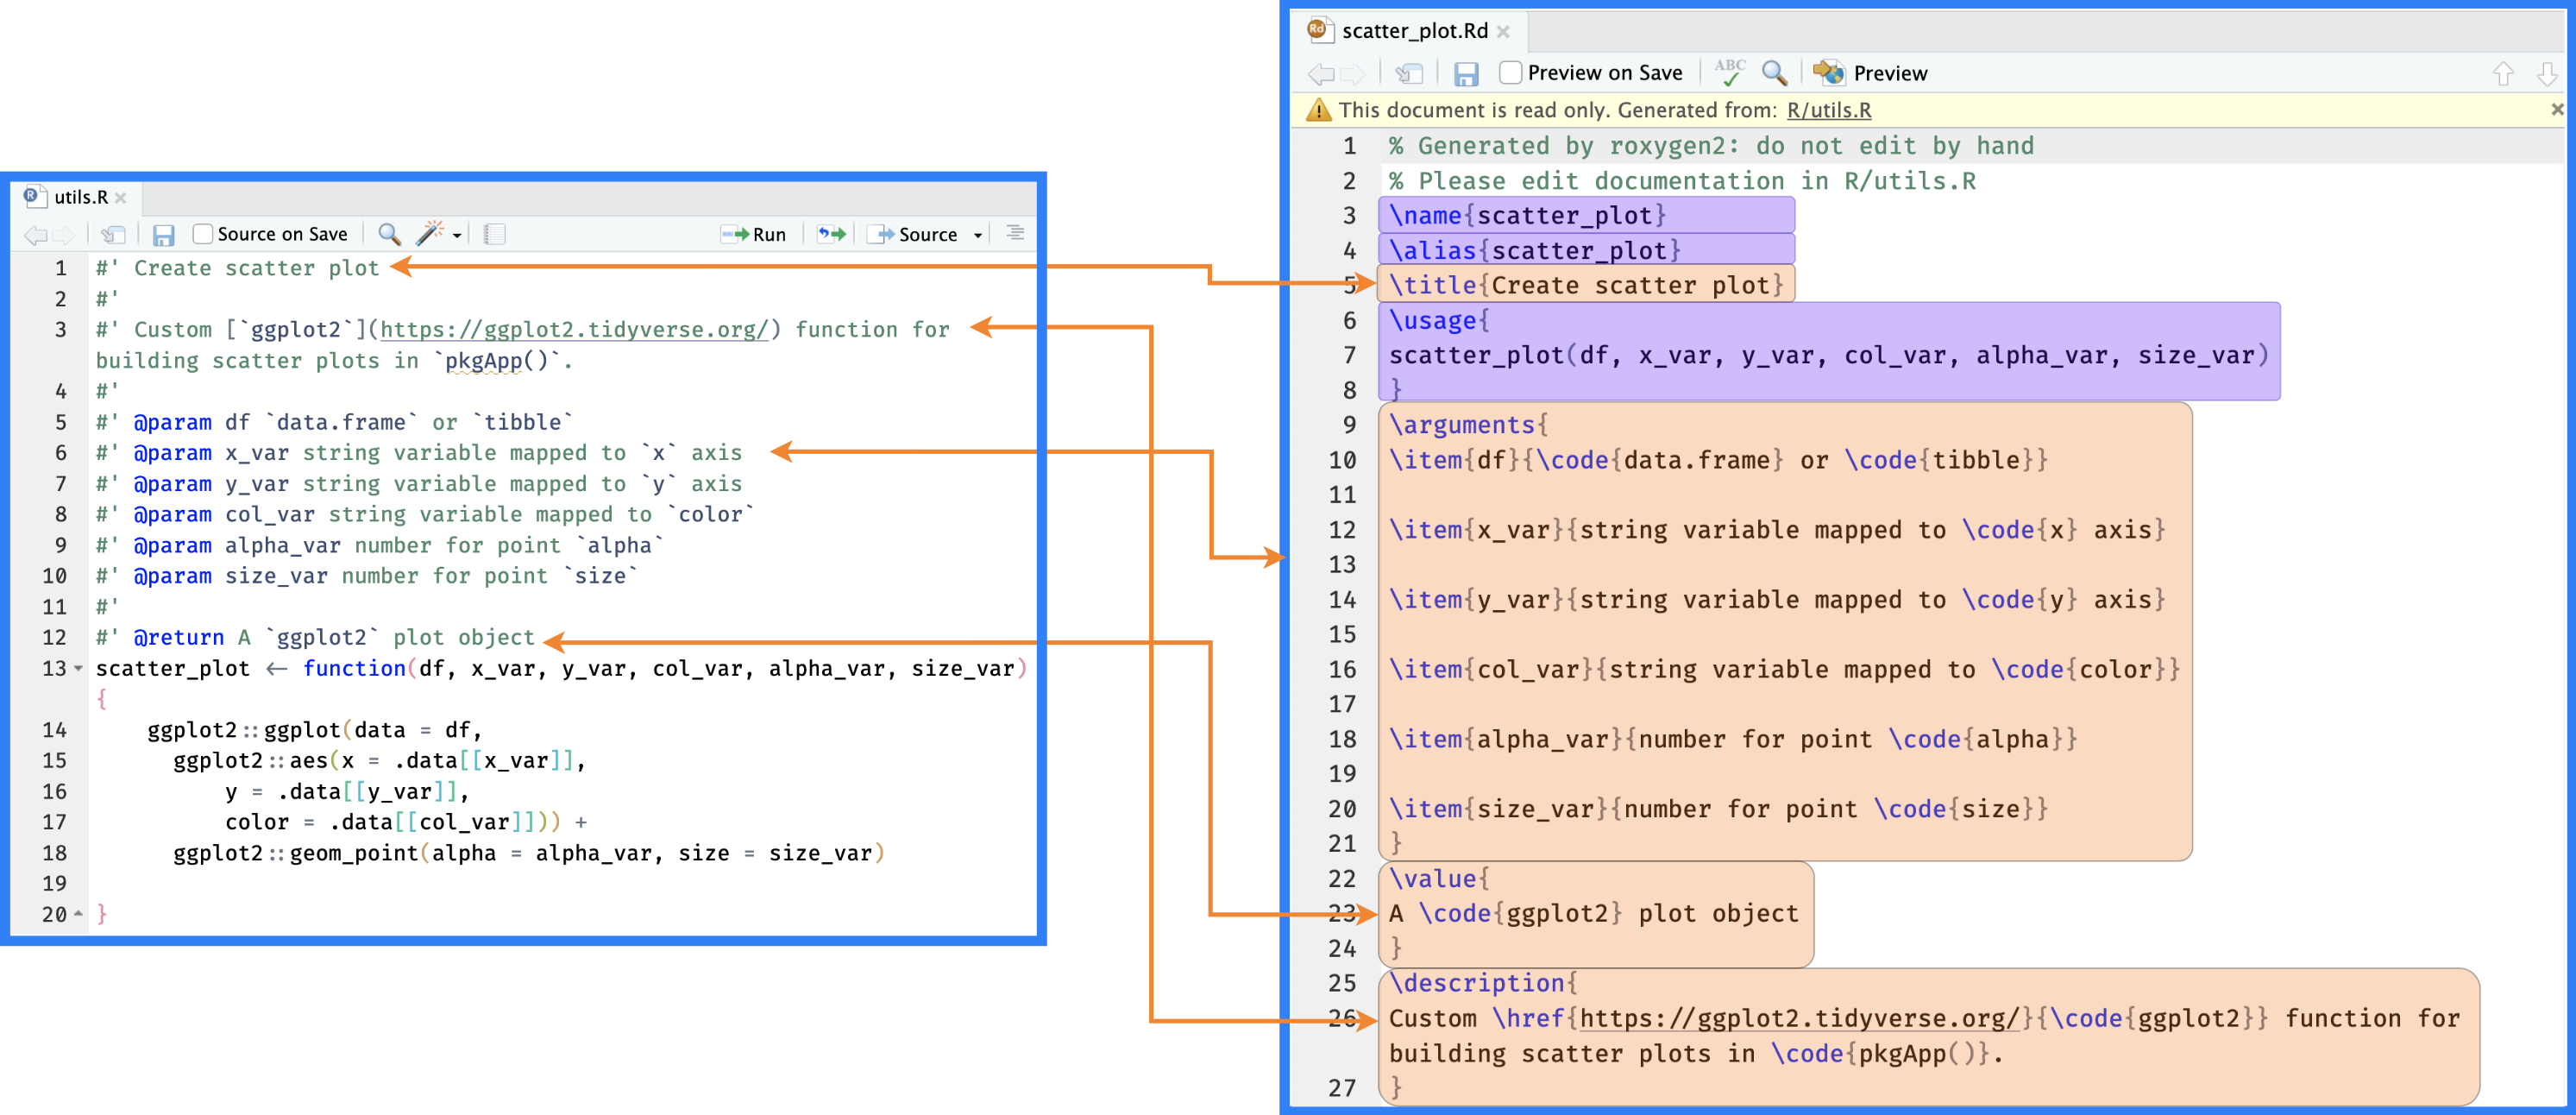 utils.R
Source on Save
Run
Source
1 #' Create scatter plot
2 #'
3 #' Custom [`ggplot2`](https://ggplot2.tidyverse.org/) function for
building scatter plots in `pkgApp()`.
4 #'
5 #' @param df `data.frame` or `tibble`
6 #' @param x_var string variable mapped to `x` axis
7 #' @param y_var string variable mapped to `y` axis
8 #' @param col_var string variable mapped to `color`
9 #' @param alpha_var number for point `alpha`
10 #' @param size_var number for point `size`
11 #'
12 #' @return A `ggplot2` plot object
13 scatter_plot <- function(df, x_var, y_var, col_var, alpha_var, size_var)
{
14 ggplot2::ggplot(data = df,
15 ggplot2::aes(x = .data[[x_var]],
16 y = .data[[y_var]],
17 color = .data[[col_var]])) +
18 ggplot2::geom_point(alpha = alpha_var, size = size_var)
19
20 }
scatter_plot.Rd
Preview on Save
ABC
Preview
This document is read only. Generated from: R/utils.R
1 % Generated by roxygen2: do not edit by hand
2 % Please edit documentation in R/utils.R
3 \name{scatter_plot}
4 \alias{scatter_plot}
5 \title{Create scatter plot}
6 \usage{
7 scatter_plot(df, x_var, y_var, col_var, alpha_var, size_var)
8 }
9 \arguments{
10 \item{df}{\code{data.frame} or \code{tibble}}
11
12 \item{x_var}{string variable mapped to \code{x} axis}
13
14 \item{y_var}{string variable mapped to \code{y} axis}
15
16 \item{col_var}{string variable mapped to \code{color}}
17
18 \item{alpha_var}{number for point \code{alpha}}
19
20 \item{size_var}{number for point \code{size}}
21 }
22 \value{
23 A \code{ggplot2} plot object
24 }
25 \description{
26 Custom \href{https://ggplot2.tidyverse.org/}{\code{ggplot2}} function for
building scatter plots in \code{pkgApp()}.
27 }